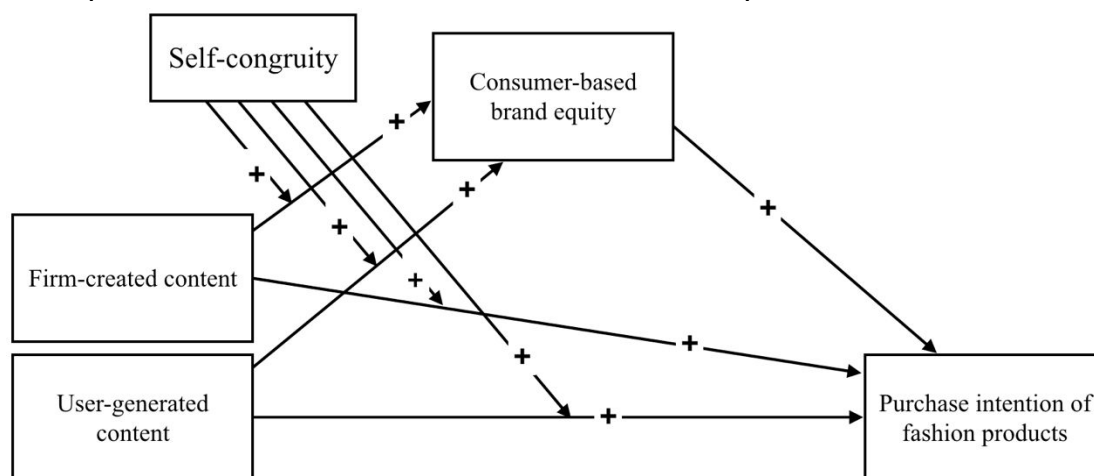 Self-congruity
Consumer-based
brand equity
+
+
+
+
+
Firm-created content
+
+
+
User-generated
content
+
Purchase intention of
fashion products